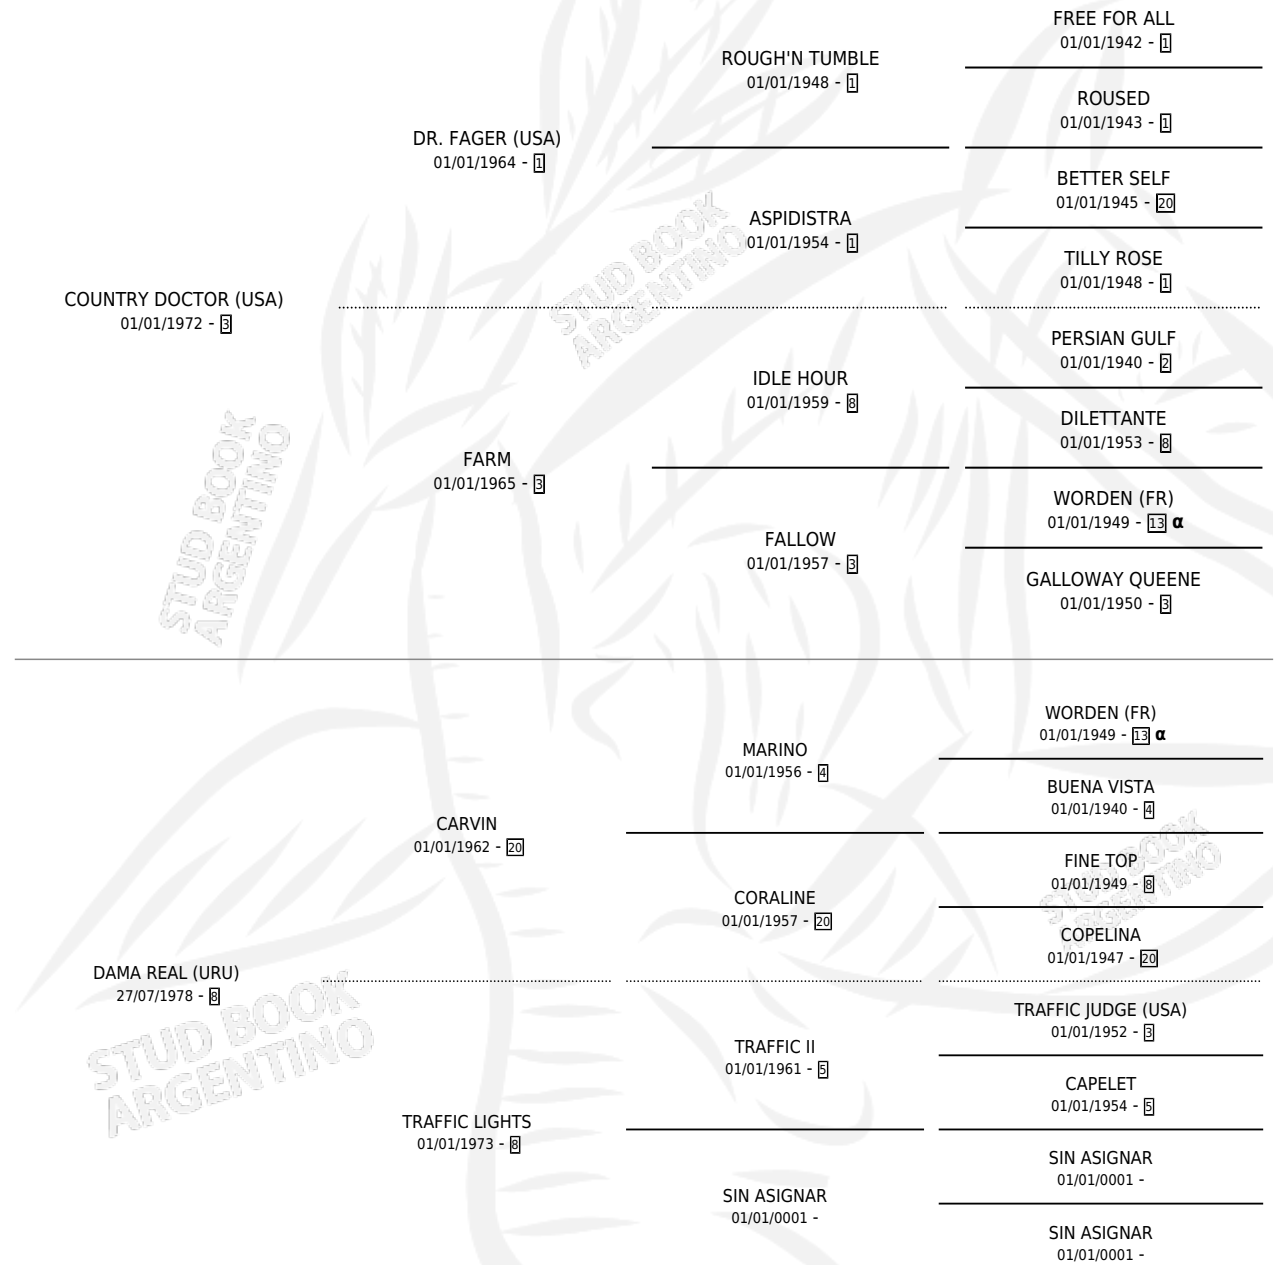 FREE FOR ALL
01/01/1942 - 1
ROUGH'N TUMBLE
01/01/1948 - 1
ROUSED
01/01/1943 - 1
DR. FAGER (USA)
01/01/1964 - 1
BETTER SELF
01/01/1945 - 20
ASPIDISTRA
01/01/1954 - 1
TILLY ROSE
01/01/1948 - 1
COUNTRY DOCTOR (USA)
01/01/1972 - 3
PERSIAN GULF
01/01/1940 - 2
IDLE HOUR
01/01/1959 - 8
DILETTANTE
01/01/1953 - 8
FARM
01/01/1965 - 3
WORDEN (FR)
01/01/1949 - 13 α
FALLOW
01/01/1957 - 3
GALLOWAY QUEENE
01/01/1950 - 3
WORDEN (FR)
01/01/1949 - 13 α
MARINO
01/01/1956 - 4
BUENA VISTA
01/01/1940 - 4
CARVIN
01/01/1962 - 20
FINE TOP
01/01/1949 - 8
CORALINE
01/01/1957 - 20
COPELINA
01/01/1947 - 20
DAMA REAL (URU)
27/07/1978 - 8
TRAFFIC JUDGE (USA)
01/01/1952 - 3
TRAFFIC II
01/01/1961 - 5
CAPELET
01/01/1954 - 5
TRAFFIC LIGHTS
01/01/1973 - 8
SIN ASIGNAR
01/01/0001 -
SIN ASIGNAR
01/01/0001 -
SIN ASIGNAR
01/01/0001 -
STUD BOOK
ARGENTINO
STUD BOOK
ARGENTINO
STUD BOOK
ARGENTINO
STUD BOOK
ARGENTINO